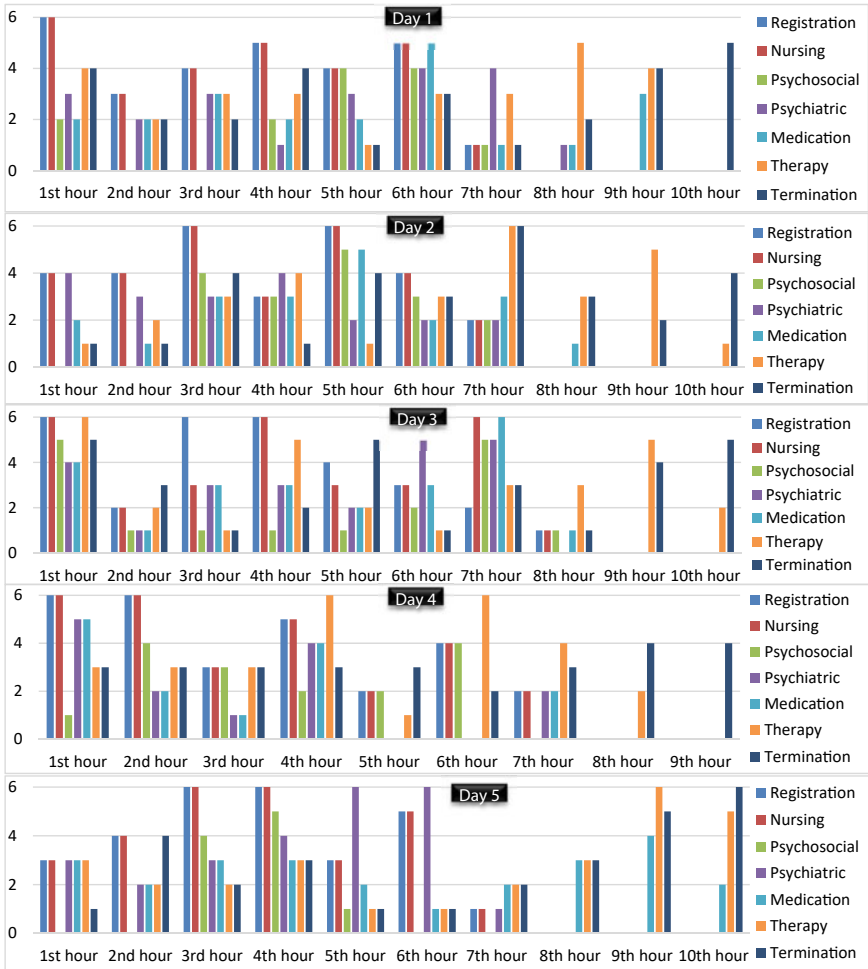 Day 1
6
4
2
0
1st hour 2nd hour 3rd hour 4th hour 5th hour 6th hour 7th hour 8th hour 9th hour 10th hour
Registration
Nursing
Psychosocial
Psychiatric
Medication
Therapy
Termination
Day 2
6
4
2
0
1st hour 2nd hour 3rd hour 4th hour 5th hour 6th hour 7th hour 8th hour 9th hour 10th hour
Registration
Nursing
Psychosocial
Psychiatric
Medication
Therapy
Termination
Day 3
6
4
2
0
1st hour 2nd hour 3rd hour 4th hour 5th hour 6th hour 7th hour 8th hour 9th hour 10th hour
Registration
Nursing
Psychosocial
Psychiatric
Medication
Therapy
Termination
Day 4
6
4
2
0
1st hour 2nd hour 3rd hour 4th hour 5th hour 6th hour 7th hour 8th hour 9th hour
Registration
Nursing
Psychosocial
Psychiatric
Medication
Therapy
Termination
Day 5
6
4
2
0
1st hour 2nd hour 3rd hour 4th hour 5th hour 6th hour 7th hour 8th hour 9th hour 10th hour
Registration
Nursing
Psychosocial
Psychiatric
Medication
Therapy
Termination